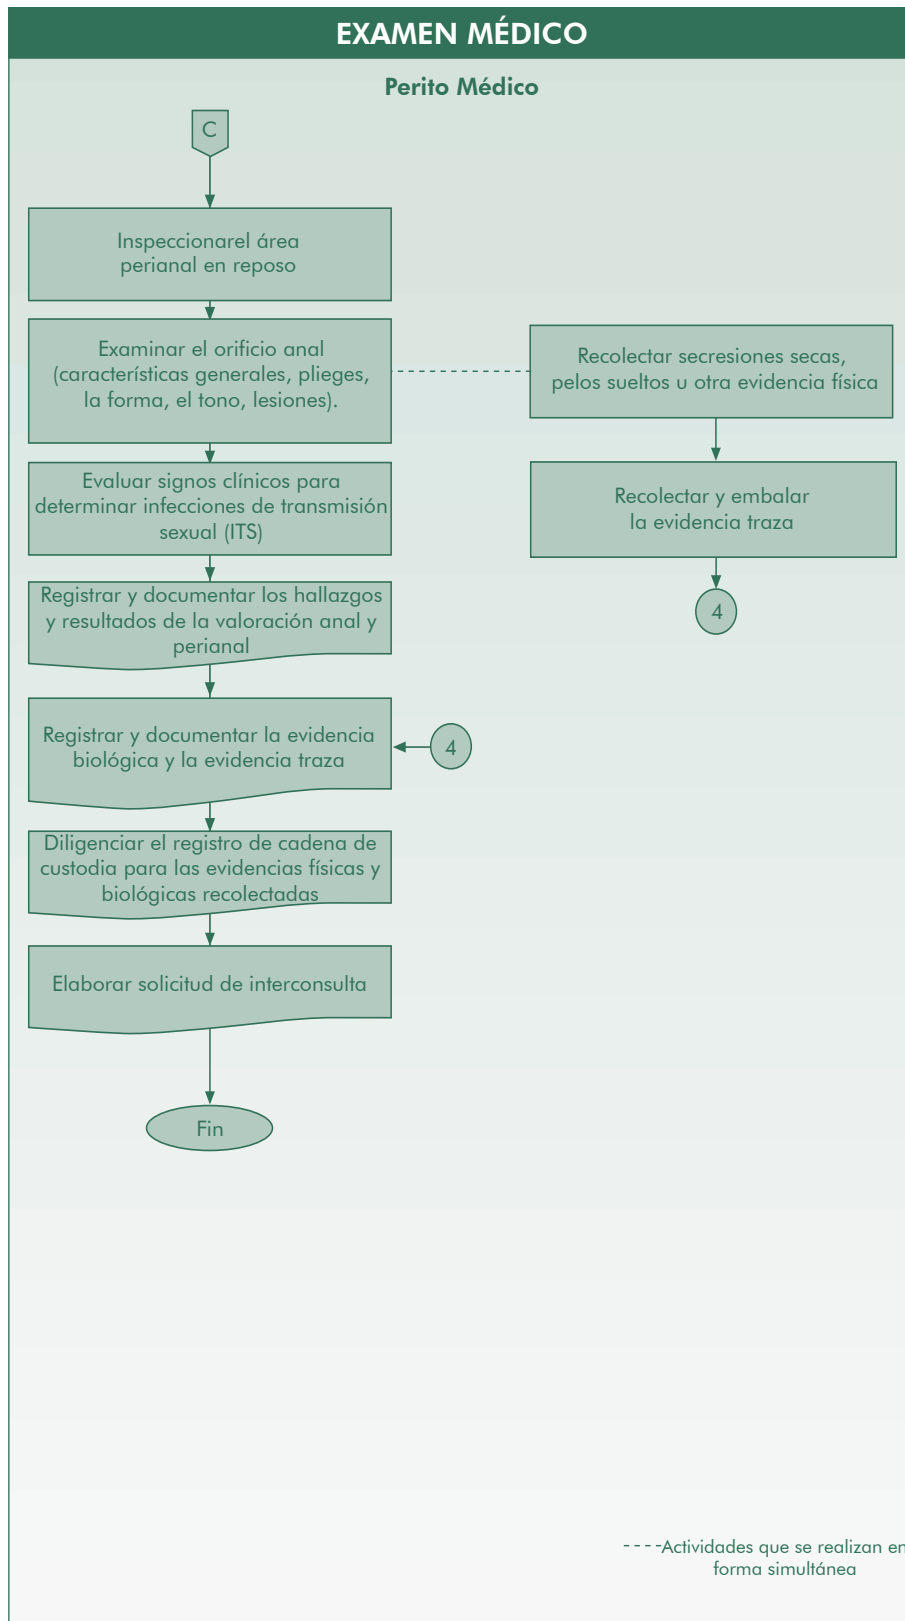 EXAMEN MÉDICO
Perito Médico
C
Inspeccionarel área
perianal en reposo
Examinar el orificio anal
(características generales, plieges,
la forma, el tono, lesiones).
Recolectar secresiones secas,
pelos sueltos u otra evidencia física
Evaluar signos clínicos para
determinar infecciones de transmisión
sexual (ITS)
Recolectar y embalar
la evidencia traza
4
Registrar y documentar los hallazgos
y resultados de la valoración anal y
perianal
Registrar y documentar la evidencia
biológica y la evidencia traza
4
Diligenciar el registro de cadena de
custodia para las evidencias físicas y
biológicas recolectadas
Elaborar solicitud de interconsulta
Fin
----Actividades que se realizan en
forma simultánea